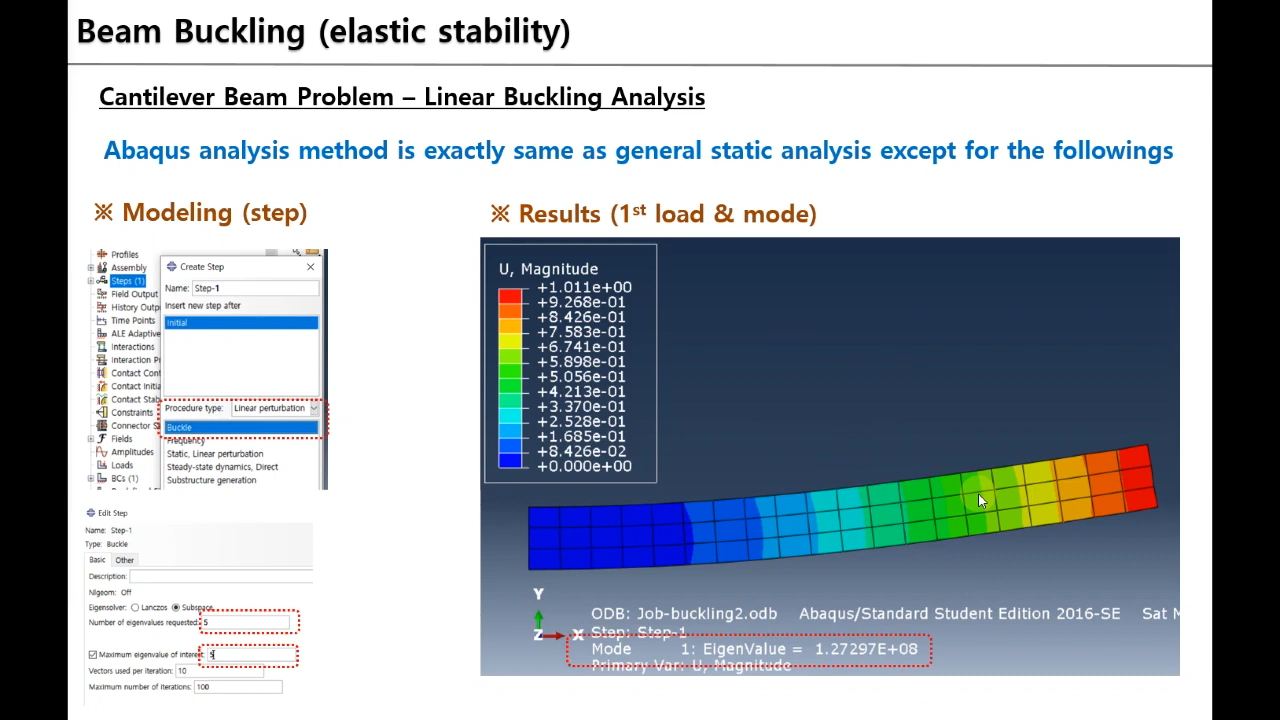 Beam Buckling (elastic stability)
Cantilever Beam Problem – Linear Buckling Analysis
Abaqus analysis method is exactly same as general static analysis except for the followings
※ Modeling (step)
Profiles
Assembly
Steps (1)
Field Output
History Outp
Time Points
ALE Adaptive
Interactions
Interaction Pr
Contact Cont
Contact Initia
Contact Stab
Constraints
Connector S
Fields
Amplitudes
Loads
BCs (1)
Create Step
Name: Step-1
Insert new step after
Initial
Procedure type: Linear perturbation
Buckle
Frequency
Static, Linear perturbation
Steady-state dynamics, Direct
Substructure generation
Edit Step
Name: Step-1
Type: Buckle
Basic Other
Description:
Nlgeom: Off
Eigensolver: Lanczos Subspace
Number of eigenvalues requested: 5
Maximum eigenvalue of interest: 5
Vectors used per iteration: 10
Maximum number of iterations: 100
※ Results (1st load & mode)
U, Magnitude
+1.011e+00
+9.268e-01
+8.426e-01
+7.583e-01
+6.741e-01
+5.898e-01
+5.056e-01
+4.213e-01
+3.370e-01
+2.528e-01
+1.685e-01
+8.426e-02
+0.000e+00
Y
Z X
ODB: Job-buckling2.odb Abaqus/Standard Student Edition 2016-SE Sat M
Step: Step-1
Mode 1: EigenValue = 1.27297E+08
Primary Var: U, Magnitude